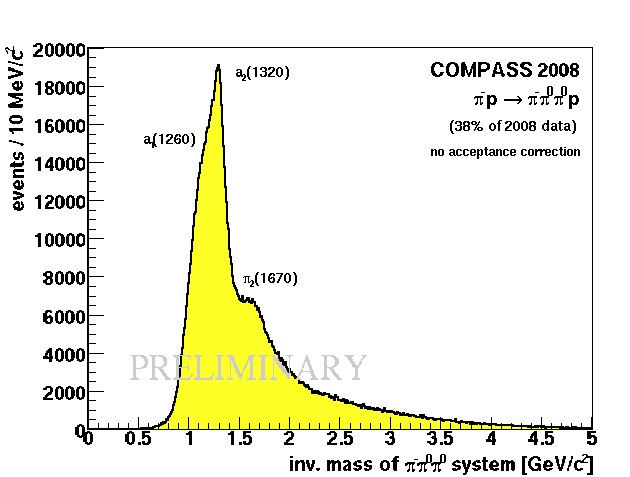 20000
18000
16000
14000
12000
10000
8000
6000
4000
2000
0
events / 10 MeV/c²
a₂(1320)
a₁(1260)
π₂(1670)
COMPASS 2008
π⁻p → π⁻π⁰π⁰p
(38% of 2008 data)
no acceptance correction
PRELIMINARY
0 0.5 1 1.5 2 2.5 3 3.5 4 4.5 5
inv. mass of π⁻π⁰π⁰ system [GeV/c²]